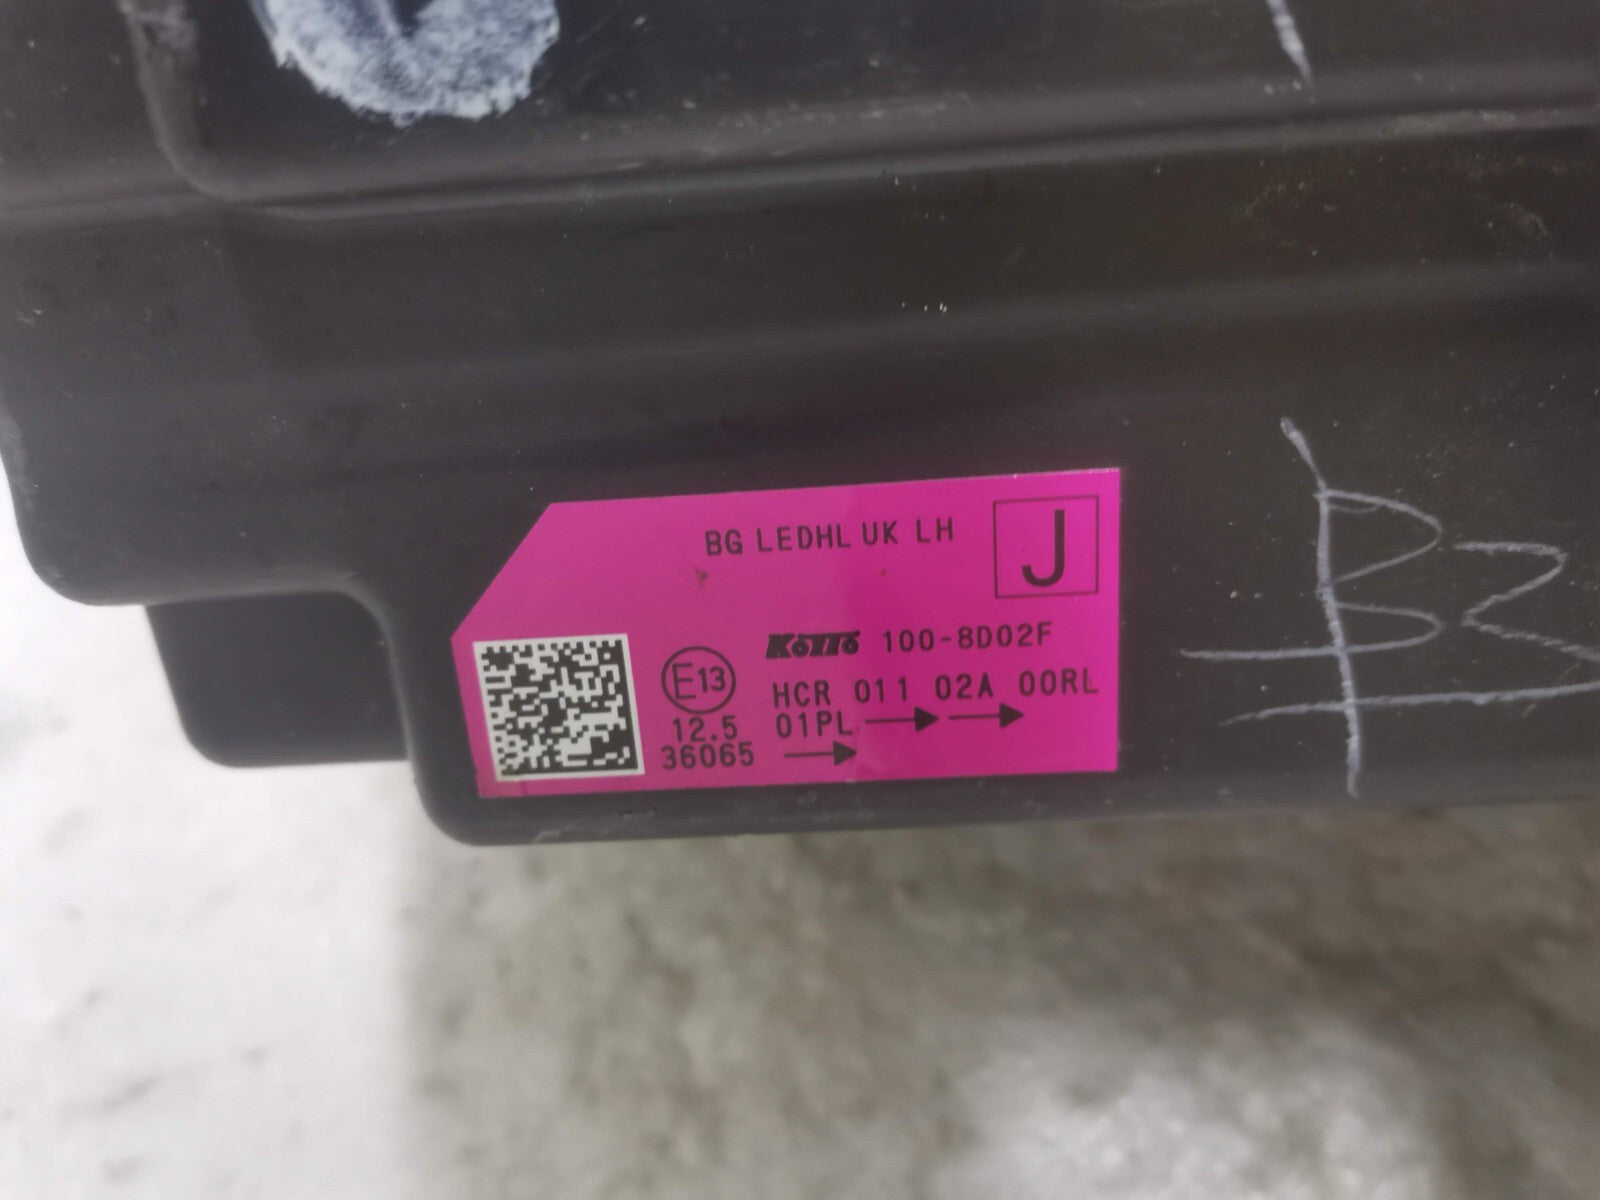 BG LEDHL UK LH
J
KOITO 100-8D02F
E13
HCR 011 02A 00RL
12.5 01PL → →
36065 →